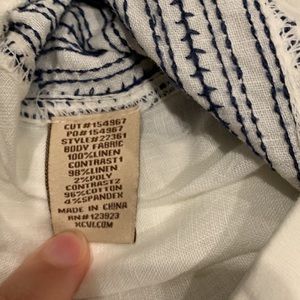 CUT#154967
PO#154967
STYLE#22361
BODY FABRIC
100%LINEN
CONTRAST1
98%LINEN
2%POLY
CONTRAST2
96%COTTON
4%SPANDEX
MADE IN CHINA
RN#123923
XCVI.COM